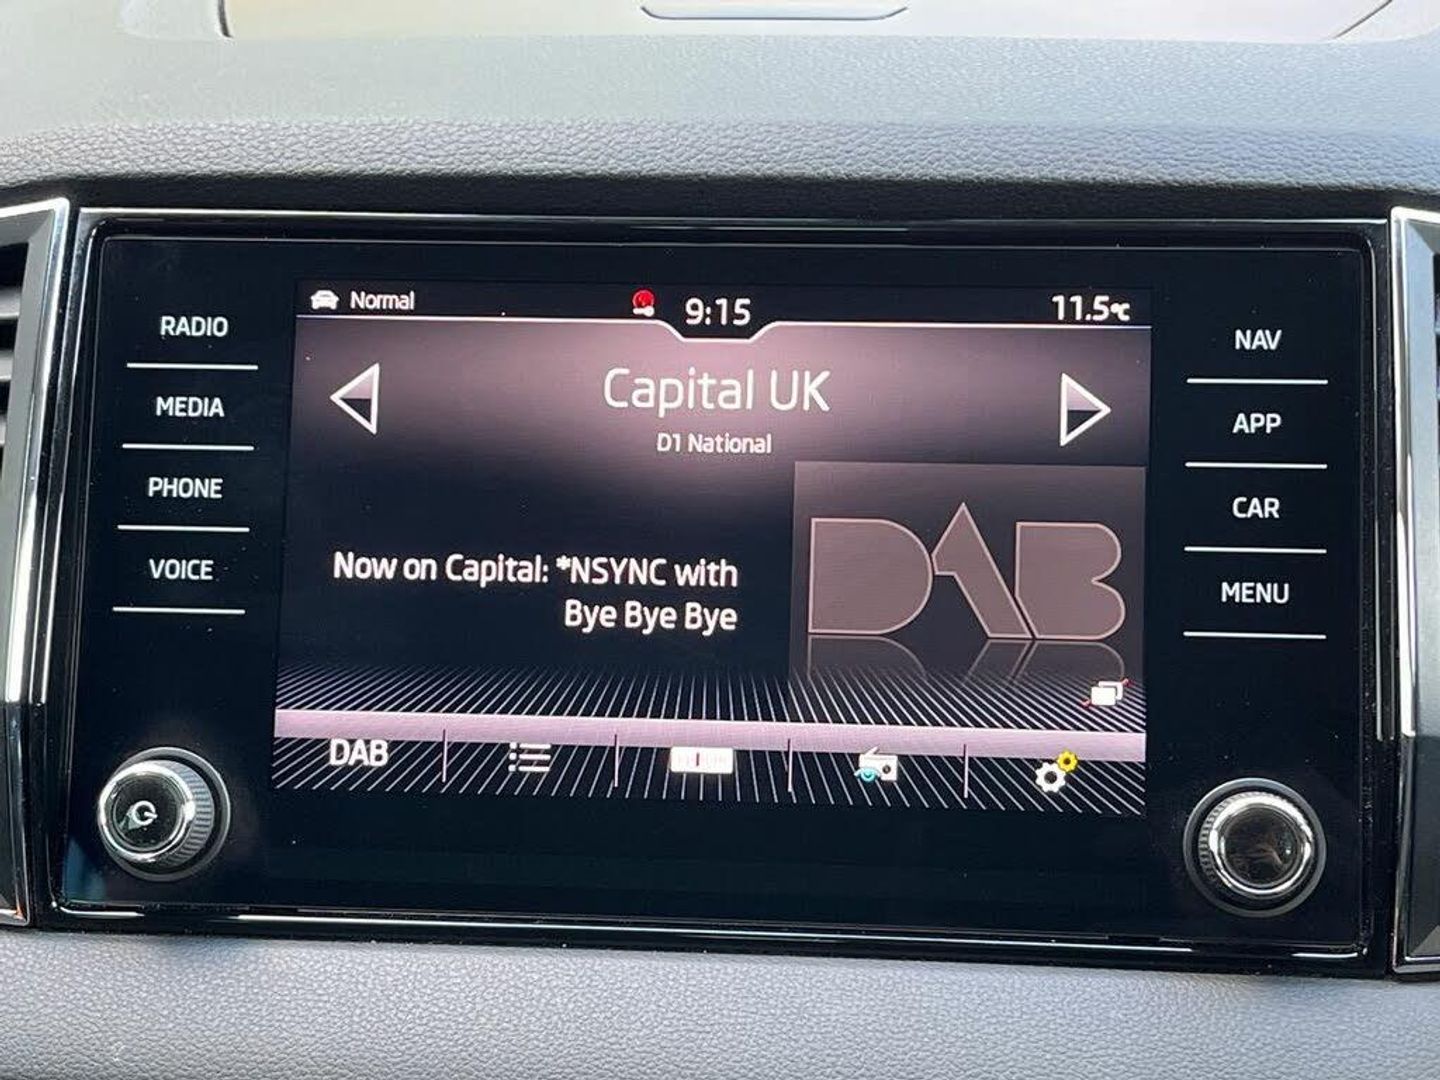 Normal
9:15
11.5°C
RADIO
MEDIA
PHONE
VOICE
Capital UK
D1 National
Now on Capital: *NSYNC with
Bye Bye Bye
DAB
DAB
NAV
APP
CAR
MENU